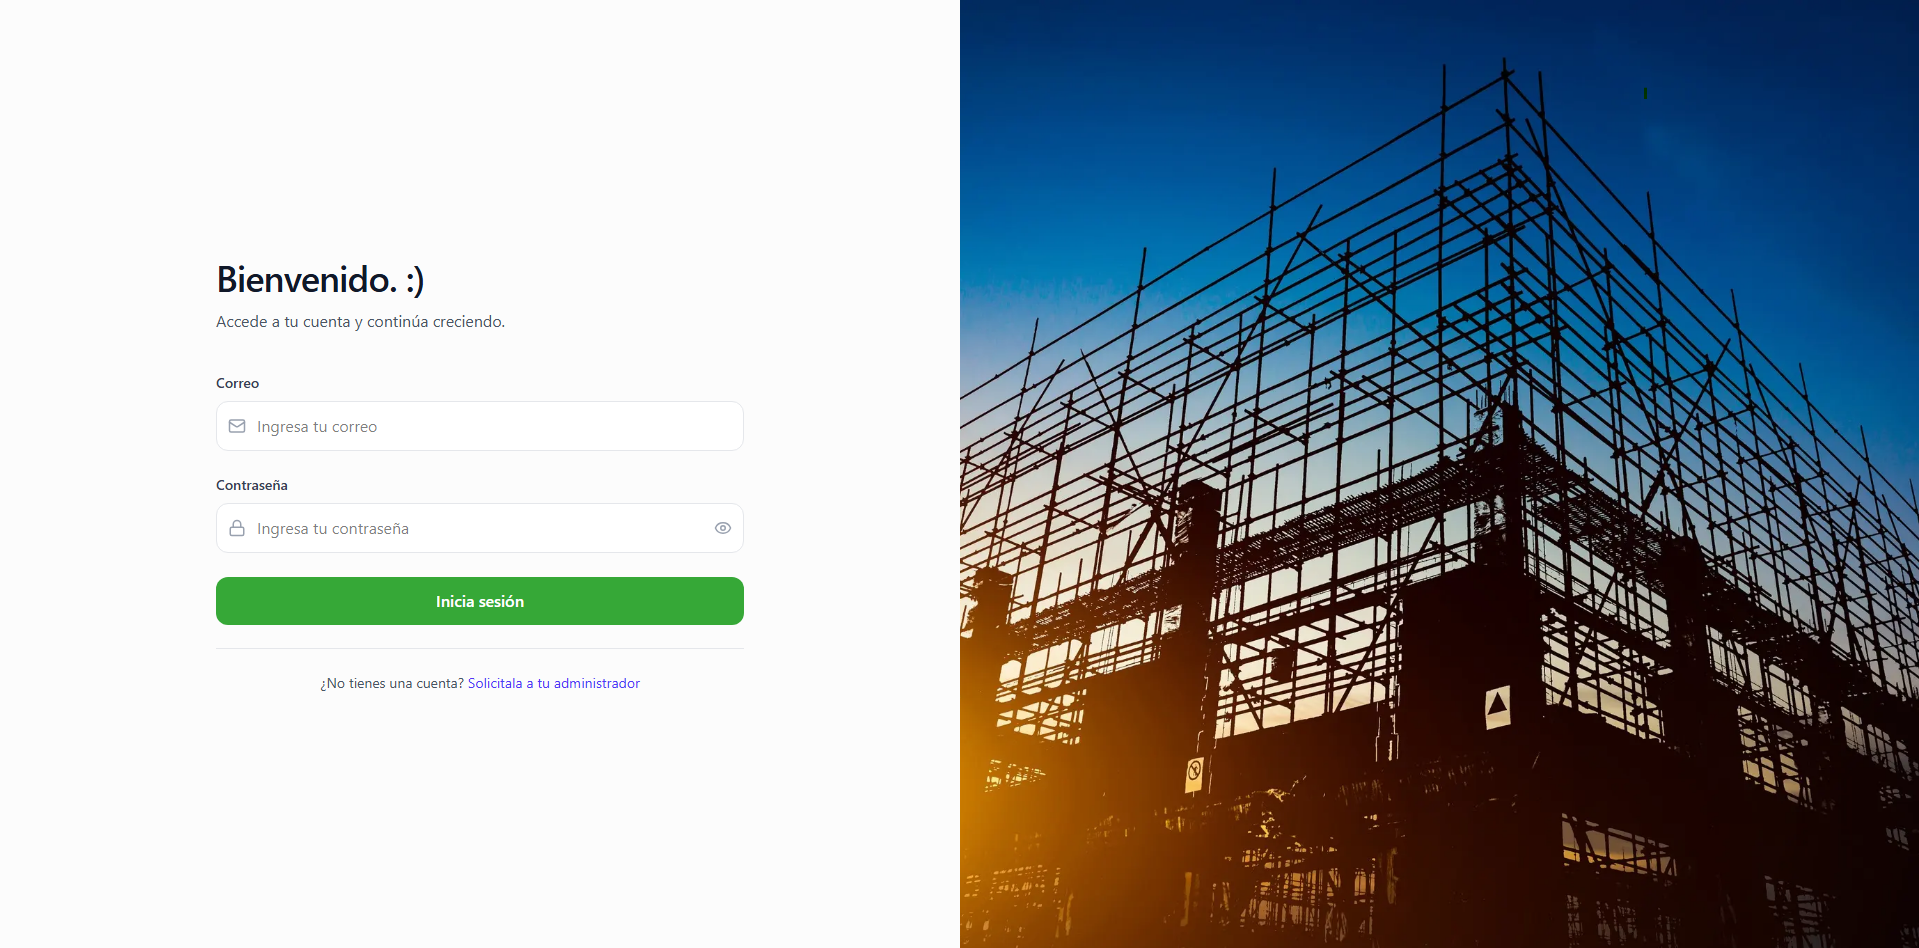 Bienvenido. :)
Accede a tu cuenta y continúa creciendo.
Correo
Ingresa tu correo
Contraseña
Ingresa tu contraseña
Inicia sesión
¿No tienes una cuenta? Solicitala a tu administrador